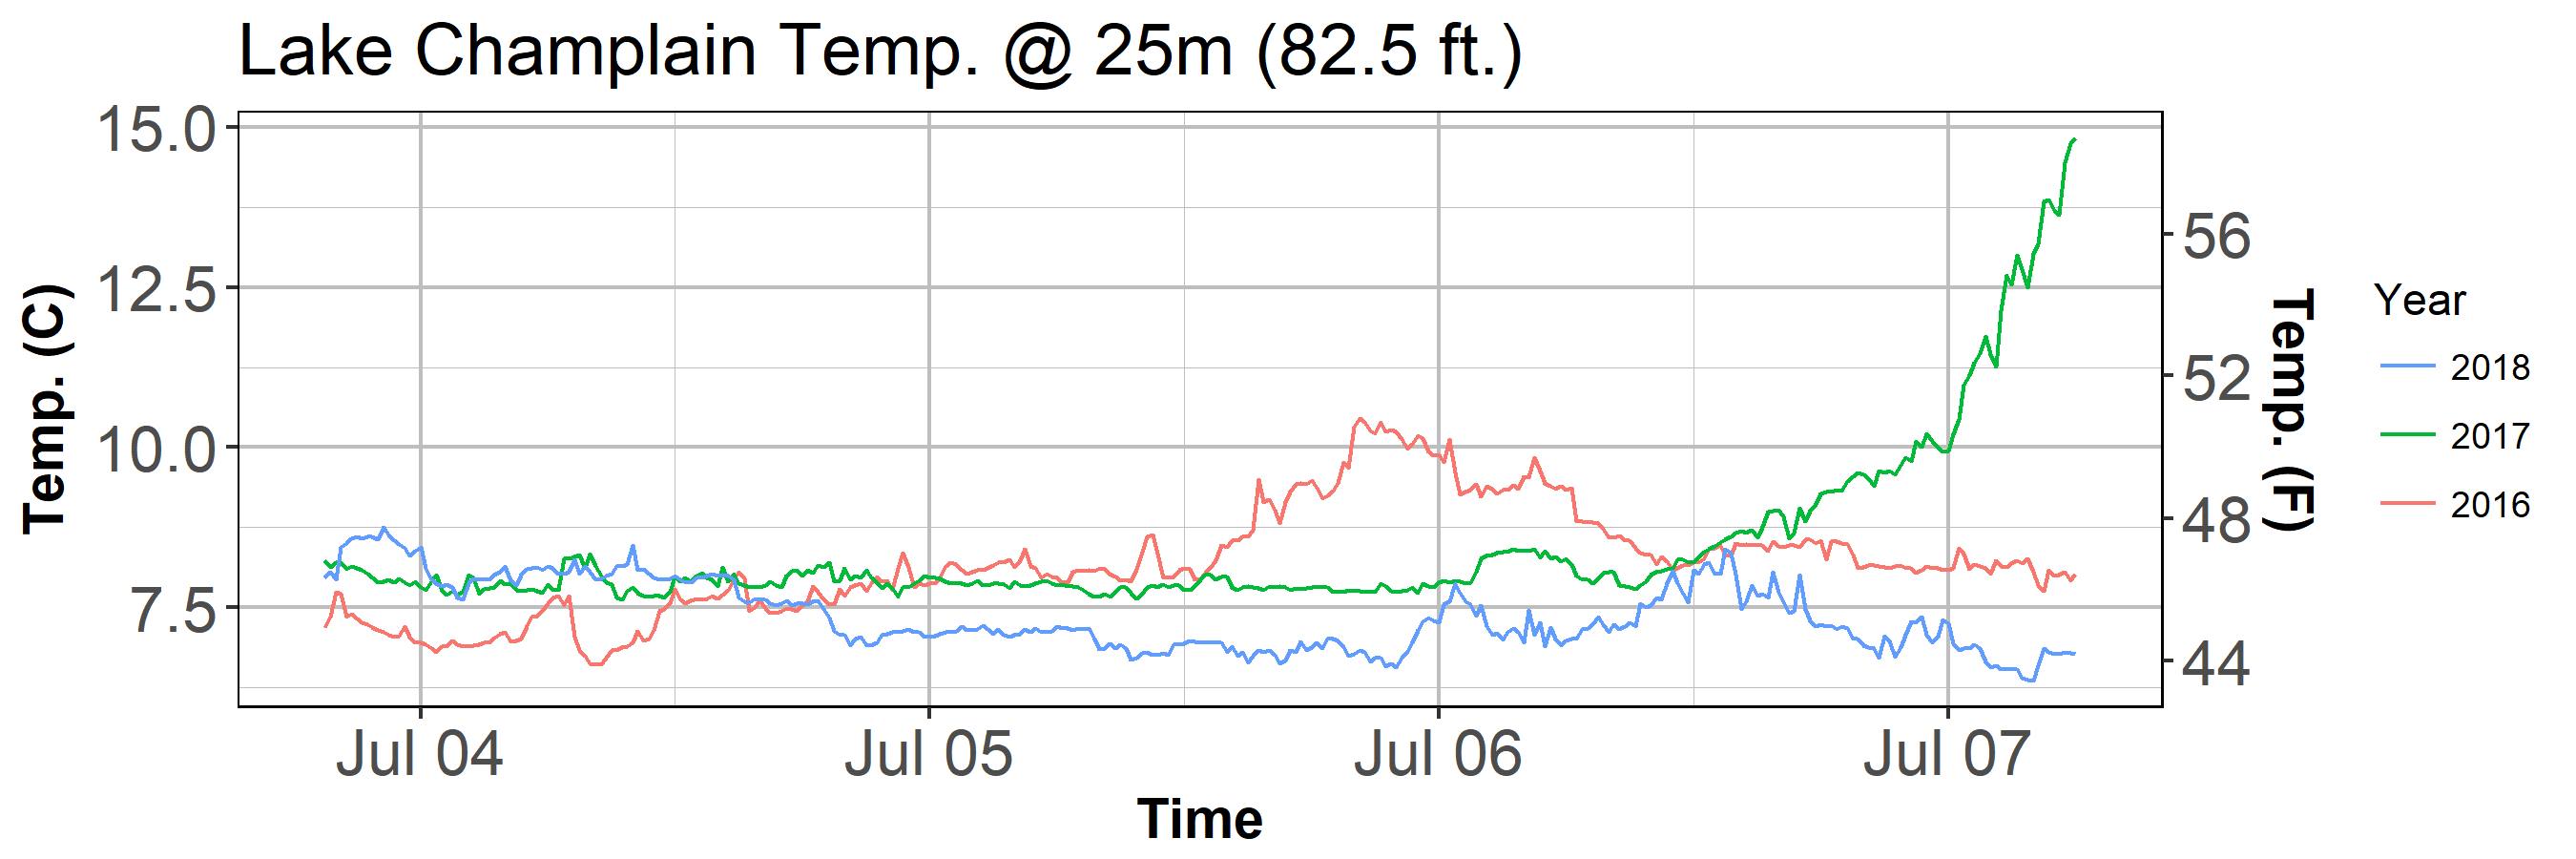 Lake Champlain Temp. @ 25m (82.5 ft.)
15.0
12.5
10.0
7.5
Temp. (C)
56
52
48
44
Temp. (F)
Jul 04 Jul 05 Jul 06 Jul 07
Time
Year
2018
2017
2016